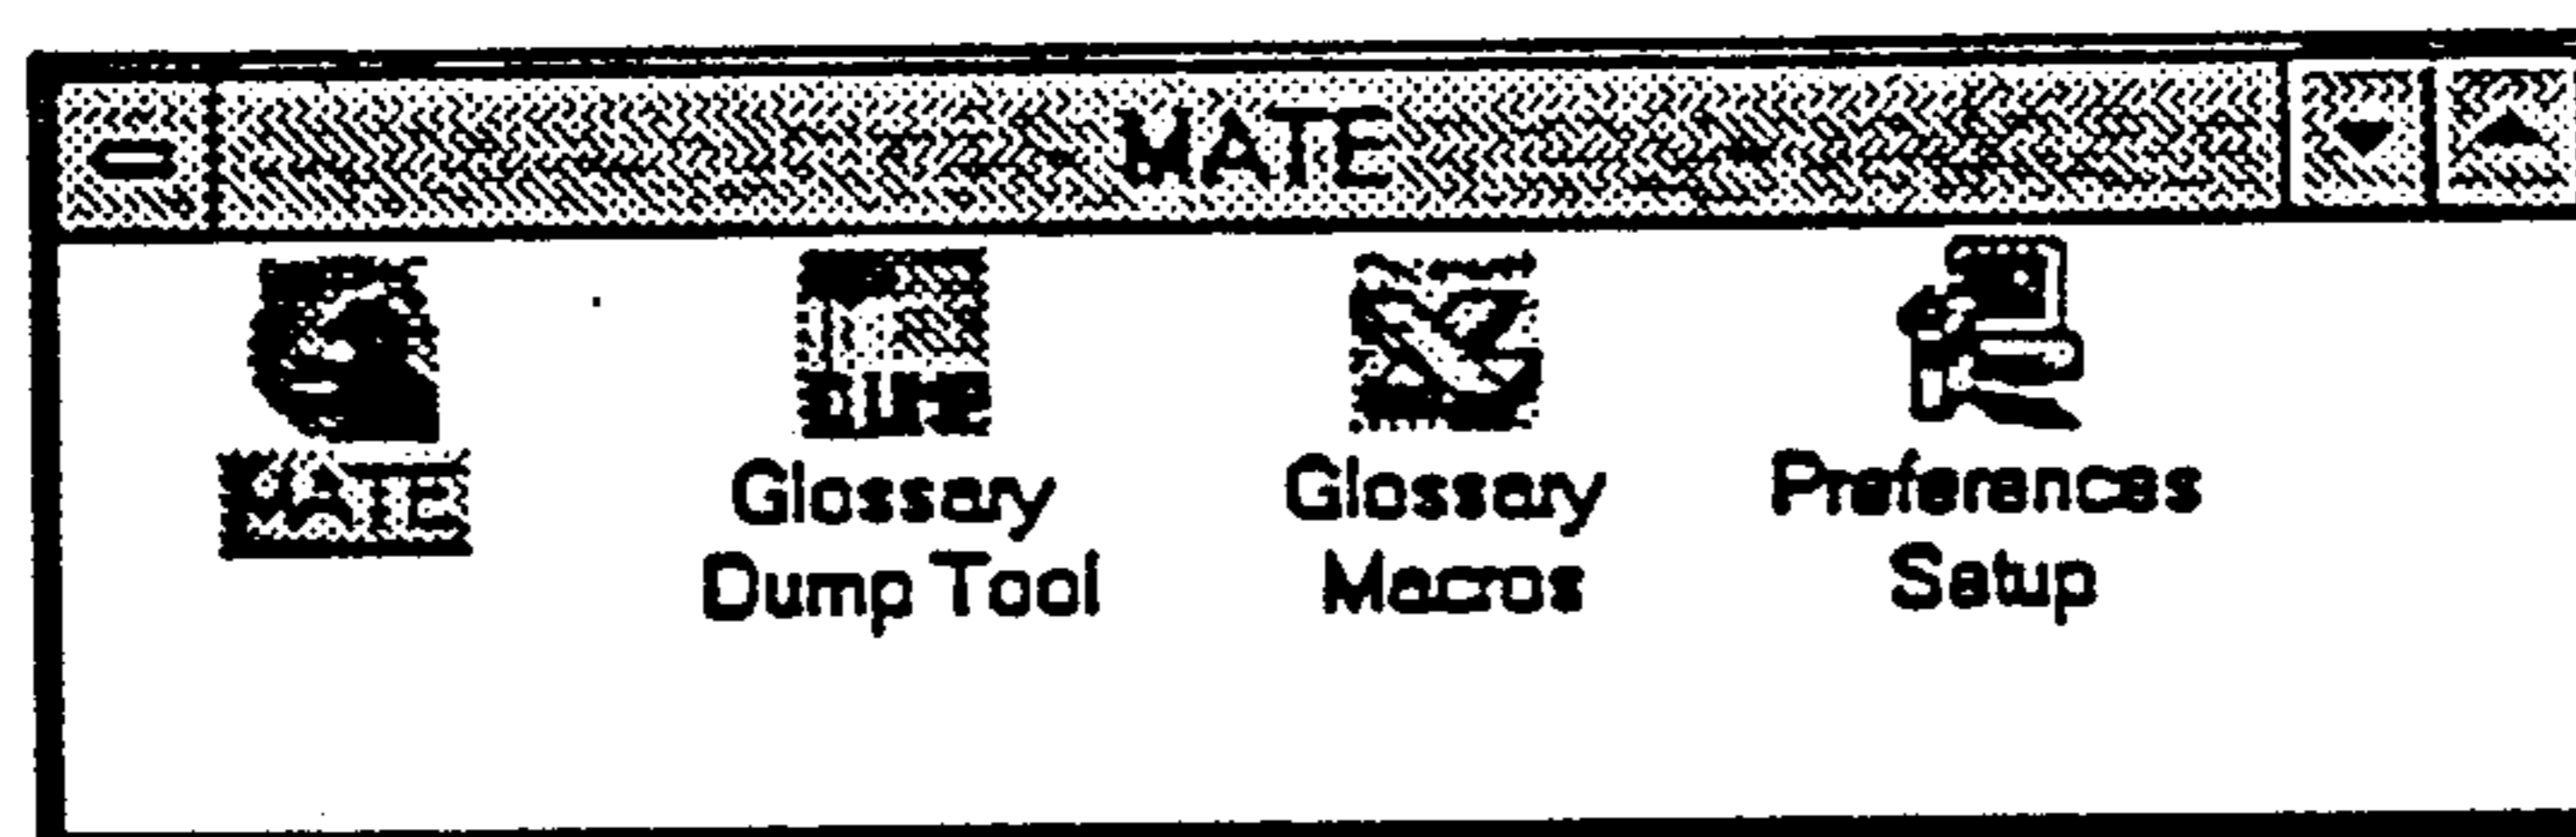 MATE
MATE
Glossary
Dump Tool
Glossary
Macros
Preferences
Setup